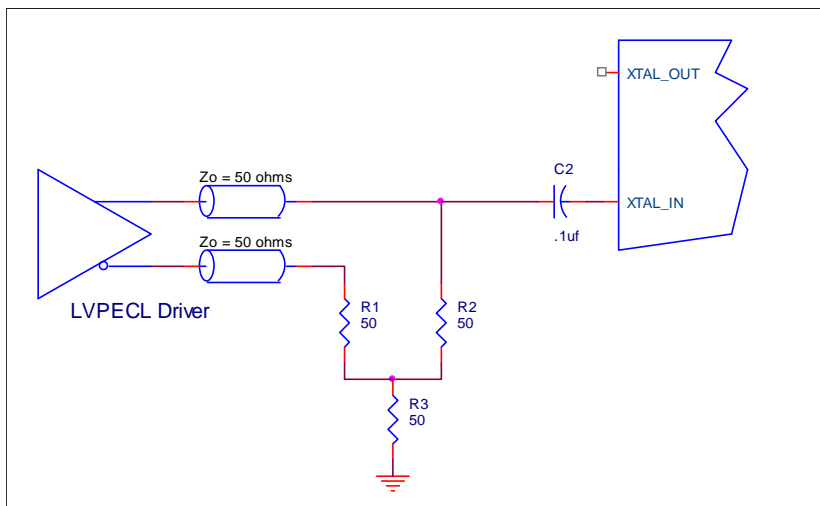 XTAL_OUT
Zo = 50 ohms
C2
XTAL_IN
.1uf
Zo = 50 ohms
LVPECL Driver
R1
50
R2
50
R3
50